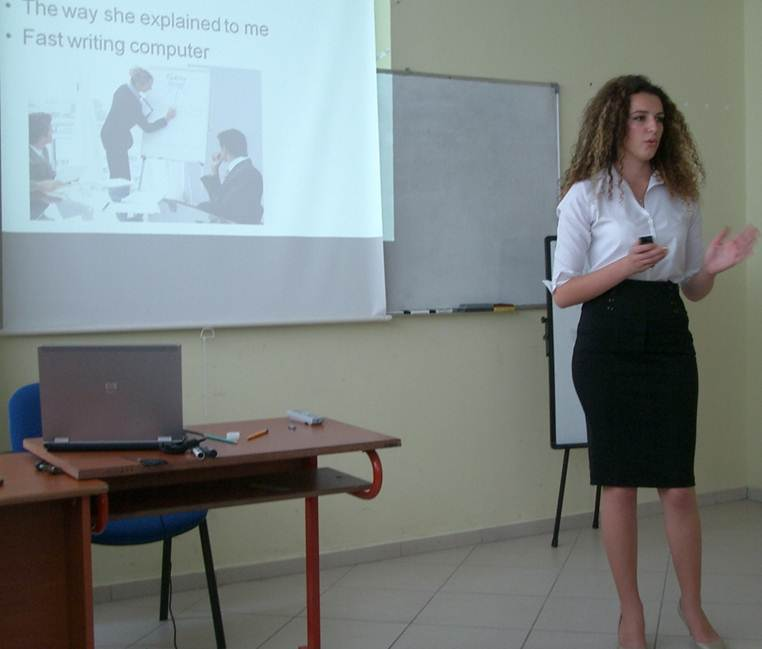 • The way she explained to me
• Fast writing computer